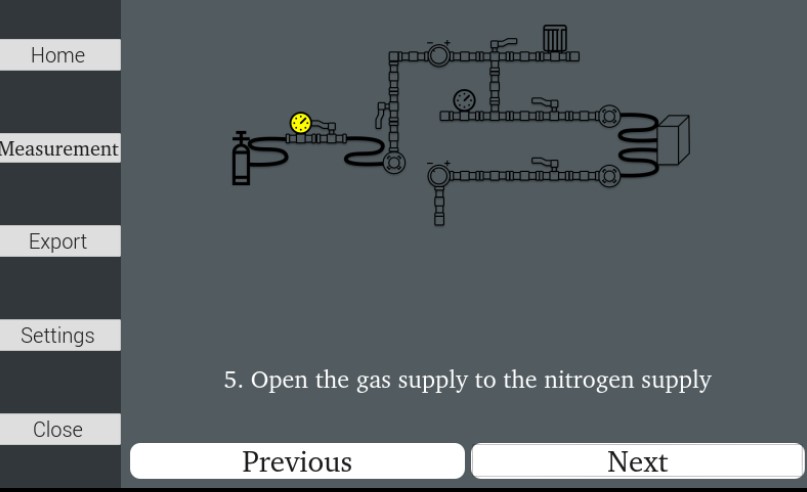 Home
Measurement
Export
Settings
Close
- +
- +
5. Open the gas supply to the nitrogen supply
Previous
Next